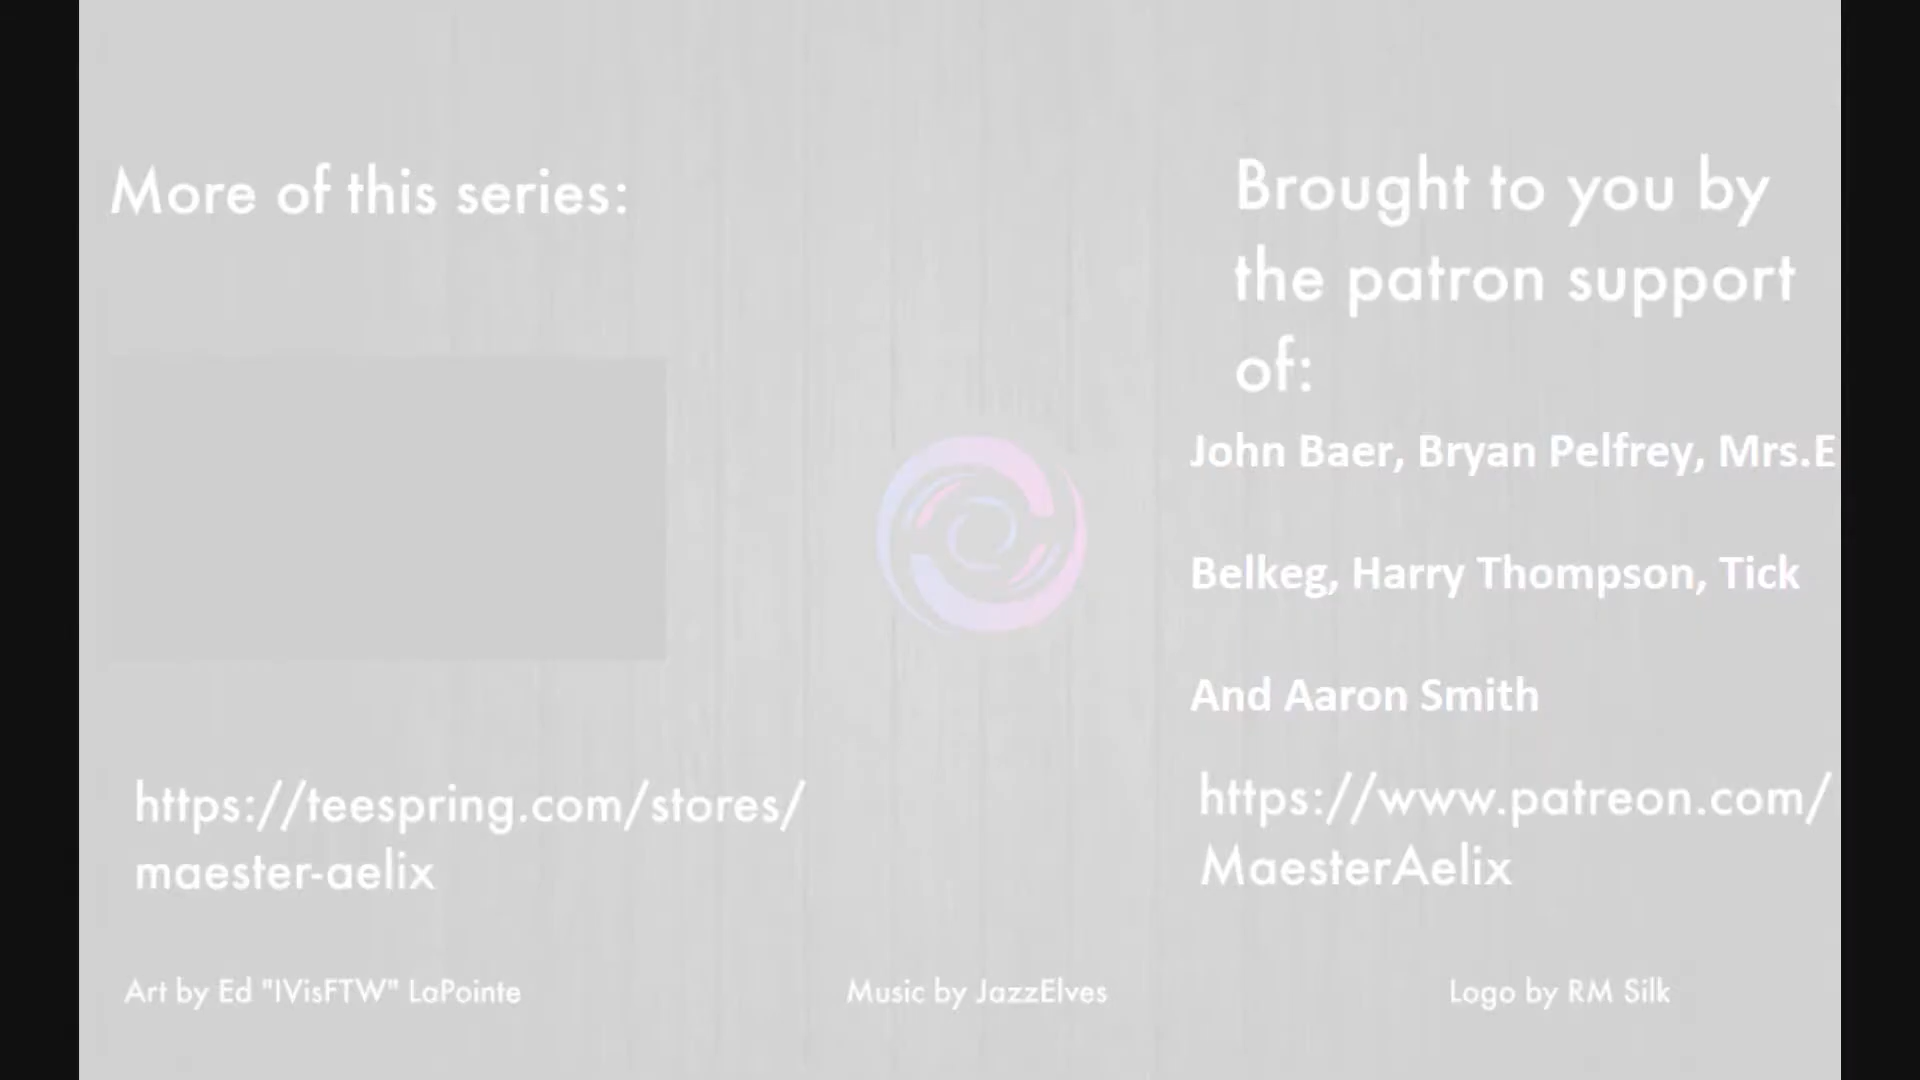 More of this series:
https://teespring.com/stores/
maester-aelix
Brought to you by
the patron support
of:
John Baer, Bryan Pelfrey, Mrs.E
Belkeg, Harry Thompson, Tick
And Aaron Smith
https://www.patreon.com/
MaesterAelix
Art by Ed "IVisFTW" LaPointe
Music by JazzElves
Logo by RM Silk